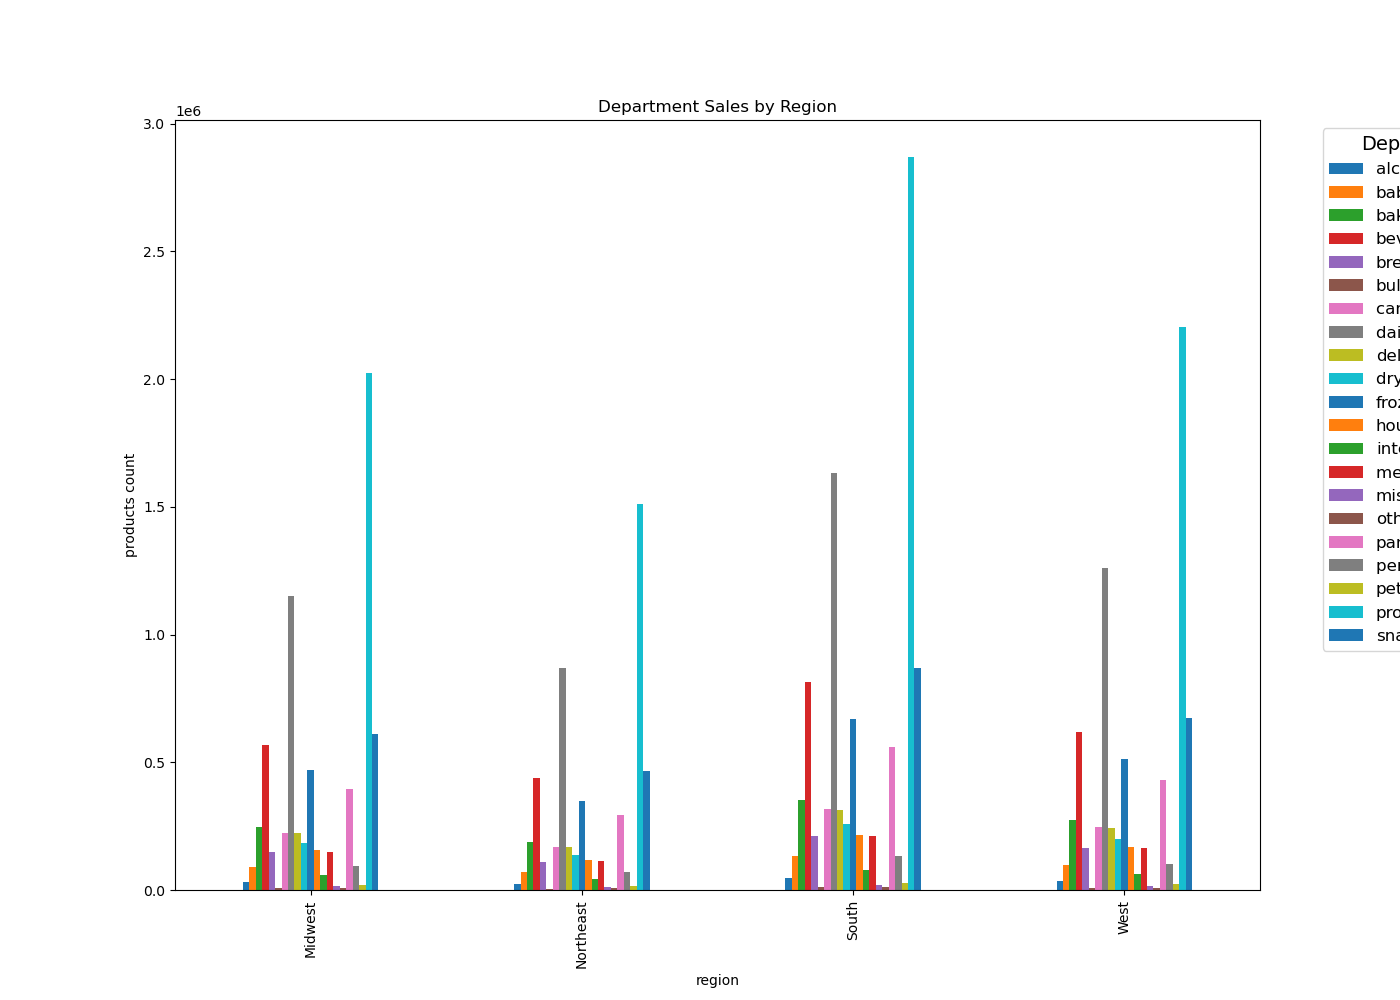 Department Sales by Region
1e6
3.0
2.5
2.0
1.5
1.0
0.5
0.0
products count
Midwest
Northeast
South
West
region
Dep
alc
bab
bak
bev
bre
bul
can
dai
del
dry
froz
hou
inte
me
mis
oth
pan
per
pet
pro
sna